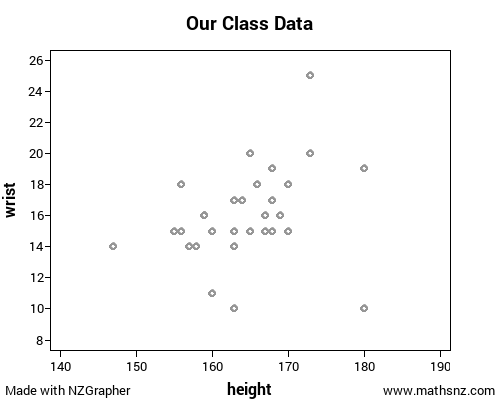 Our Class Data
26
24
22
20
18
16
14
12
10
8
wrist
140 150 160 170 180 190
Made with NZGrapher height www.mathsnz.com